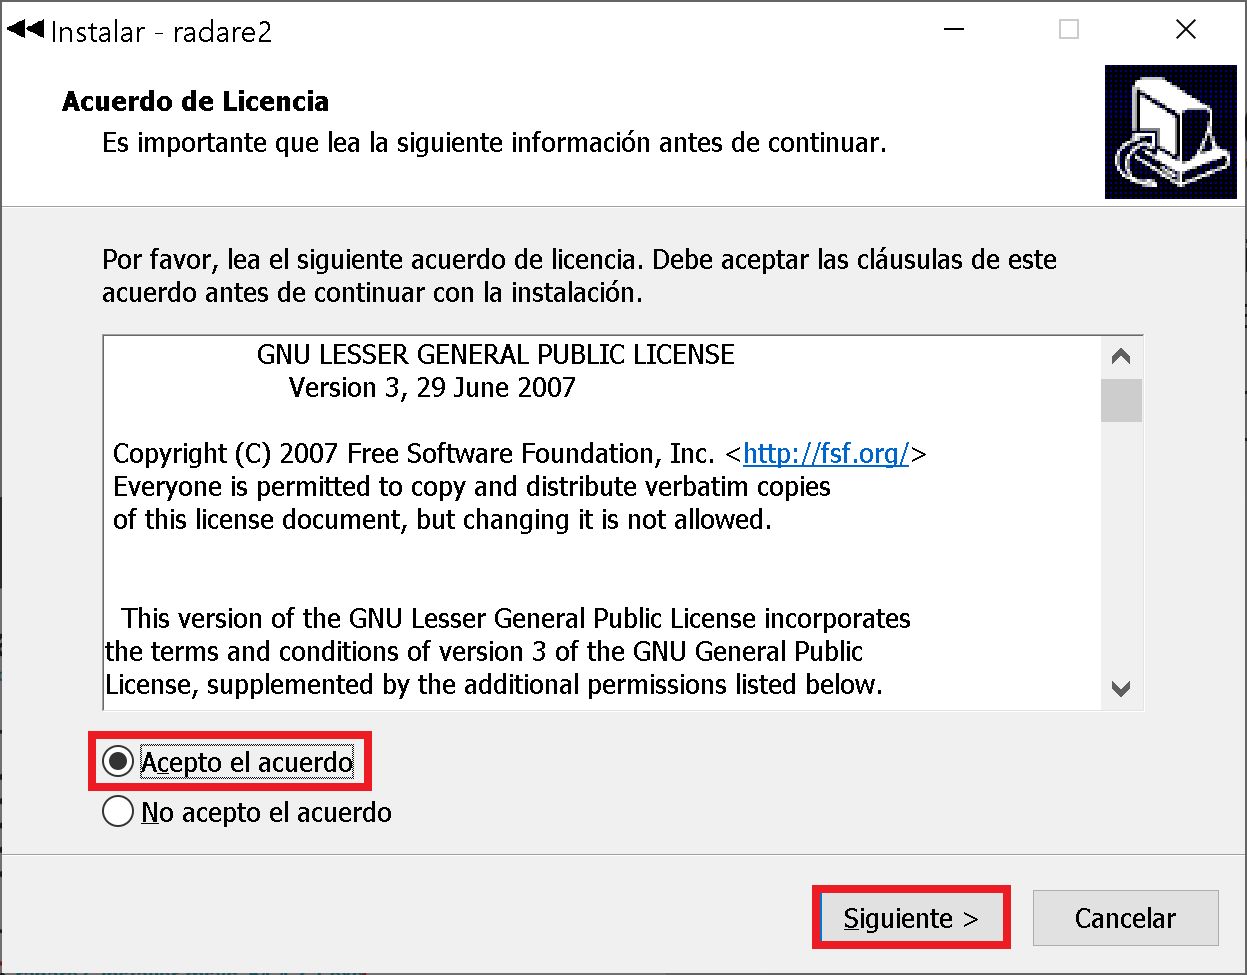 Instalar - radare2
Acuerdo de Licencia
Es importante que lea la siguiente información antes de continuar.
Por favor, lea el siguiente acuerdo de licencia. Debe aceptar las cláusulas de este
acuerdo antes de continuar con la instalación.
GNU LESSER GENERAL PUBLIC LICENSE
Version 3, 29 June 2007
Copyright (C) 2007 Free Software Foundation, Inc. <http://fsf.org/>
Everyone is permitted to copy and distribute verbatim copies
of this license document, but changing it is not allowed.
This version of the GNU Lesser General Public License incorporates
the terms and conditions of version 3 of the GNU General Public
License, supplemented by the additional permissions listed below.
Acepto el acuerdo
No acepto el acuerdo
Siguiente >
Cancelar